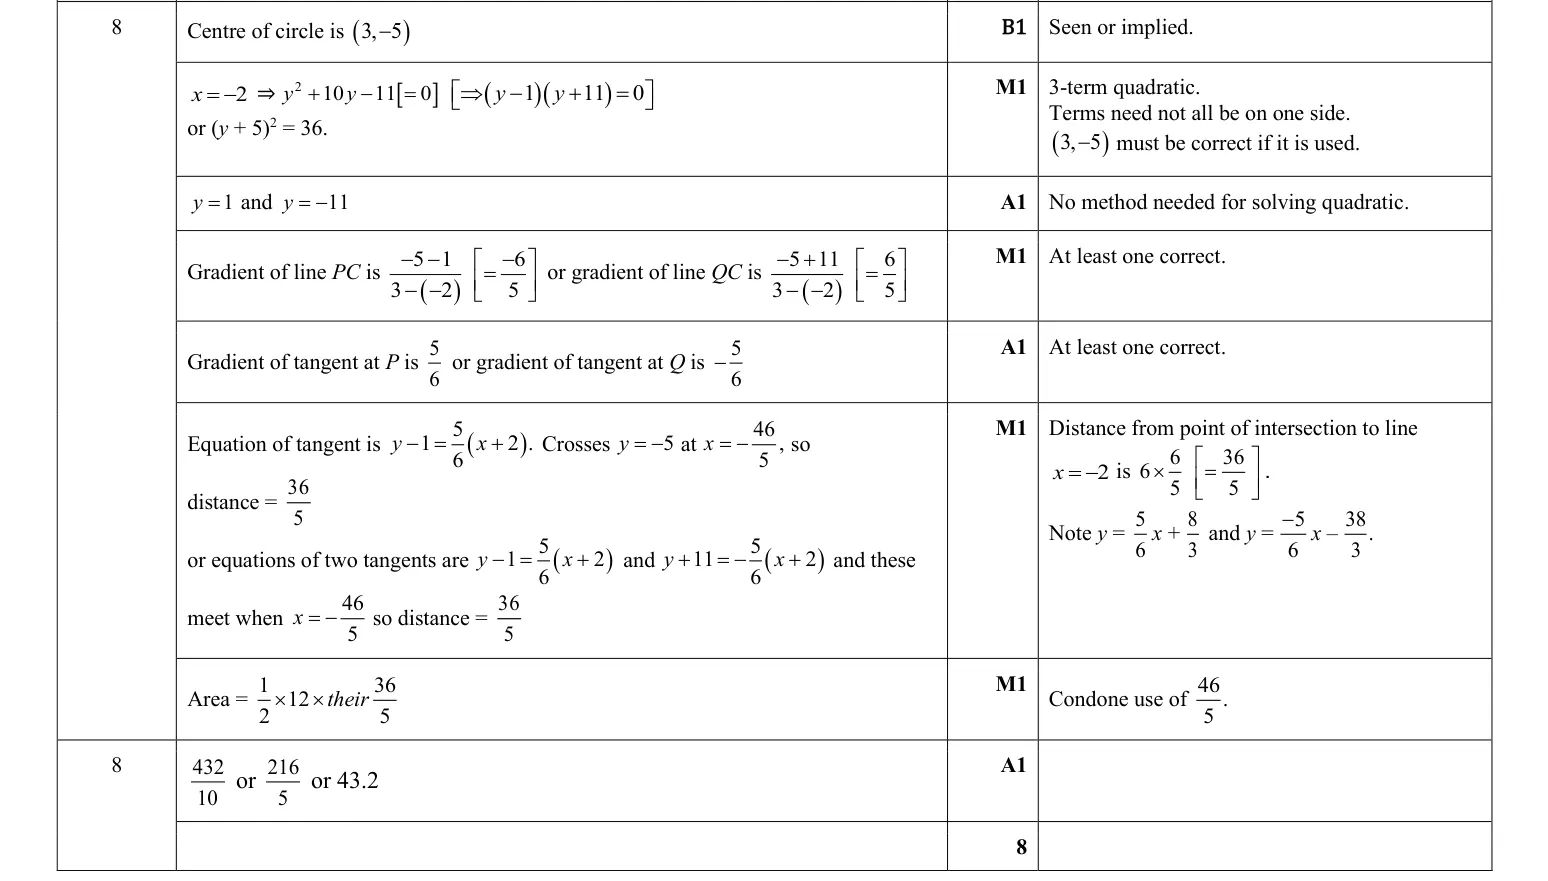 8 Centre of circle is (3,−5) B1 Seen or implied.
x = −2 ⇒ y² + 10y − 11[= 0] [⇒(y − 1)(y + 11) = 0] M1 3-term quadratic.
or (y + 5)² = 36. Terms need not all be on one side.
(3,−5) must be correct if it is used.
y = 1 and y = −11 A1 No method needed for solving quadratic.
Gradient of line PC is (−5 − 1)/(3 − (−2)) [= −6/5] or gradient of line QC is (−5 + 11)/(3 − (−2)) [= 6/5] M1 At least one correct.
Gradient of tangent at P is 5/6 or gradient of tangent at Q is −5/6 A1 At least one correct.
Equation of tangent is y − 1 = 5/6 (x + 2). Crosses y = −5 at x = −46/5, so M1
distance = 36/5
or equations of two tangents are y − 1 = 5/6 (x + 2) and y + 11 = −5/6 (x + 2) and these
meet when x = −46/5 so distance = 36/5
Distance from point of intersection to line
x = −2 is 6 × 6/5 [= 36/5].
Note y = 5/6 x + 8/3 and y = −5/6 x – 38/3.
Area = 1/2 × 12 × their 36/5 M1 Condone use of 46/5.
8 432/10 or 216/5 or 43.2 A1
8